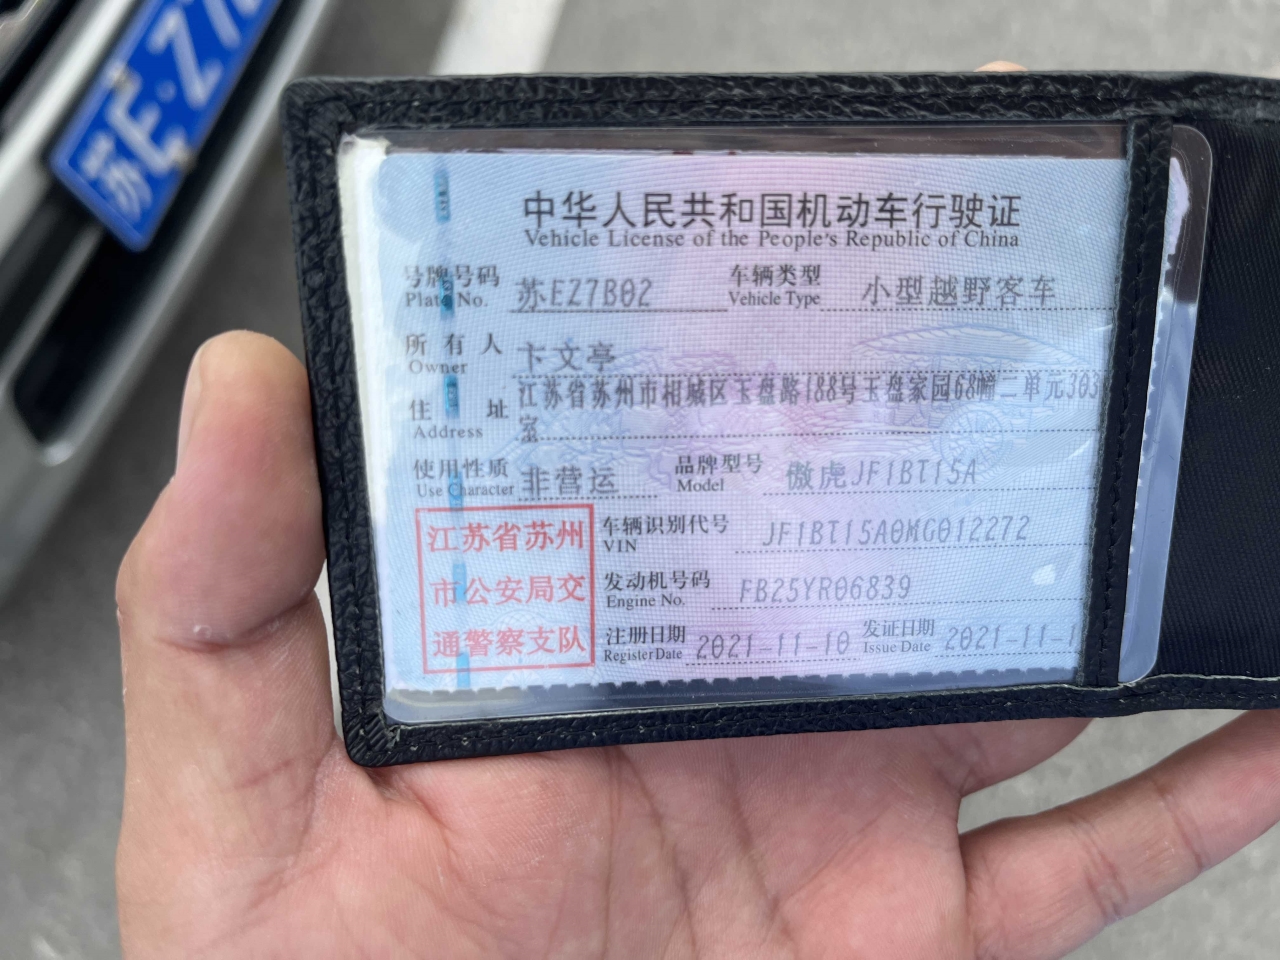 苏E·Z7
中华人民共和国机动车行驶证
Vehicle License of the People's Republic of China
号牌号码 苏EZ7B02 车辆类型 小型越野客车
Plate No. Vehicle Type
所有人 卞文亭
Owner
住址 江苏省苏州市相城区玉盘路188号玉盘家园68幢二单元303
Address 室
使用性质 非营运 品牌型号 傲虎JF1BT15A
Use Character Model
江苏省苏州
市公安局交
通警察支队
车辆识别代号 JF1BT15A0MG012272
VIN
发动机号码 FB25YR06839
Engine No.
注册日期 2021-11-10 发证日期 2021-11-1
Register Date Issue Date